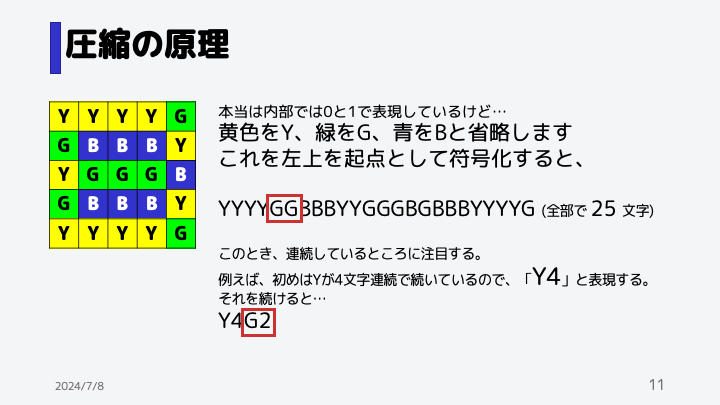 圧縮の原理
Y Y Y Y G
G B B B Y
Y G G G B
G B B B Y
Y Y Y Y G
本当は内部では0と1で表現しているけど…
黄色をY、緑をG、青をBと省略します
これを左上を起点として符号化すると、
YYYYGGBBBYYGGGBGBBBYYYYG (全部で 25 文字)
このとき、連続しているところに注目する。
例えば、初めはYが4文字連続で続いているので、「Y4」と表現する。
それを続けると…
Y4G2
2024/7/8
11